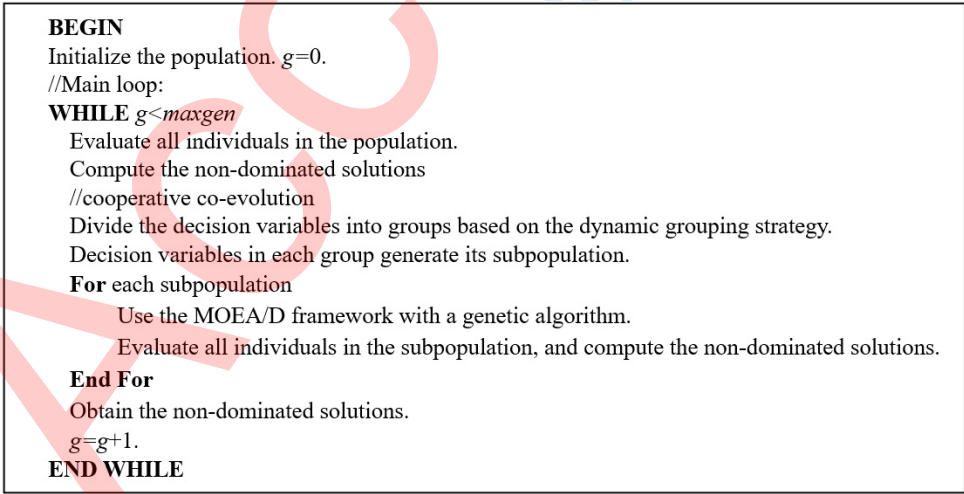 BEGIN
Initialize the population. g=0.
//Main loop:
WHILE g<maxgen
Evaluate all individuals in the population.
Compute the non-dominated solutions
//cooperative co-evolution
Divide the decision variables into groups based on the dynamic grouping strategy.
Decision variables in each group generate its subpopulation.
For each subpopulation
Use the MOEA/D framework with a genetic algorithm.
Evaluate all individuals in the subpopulation, and compute the non-dominated solutions.
End For
Obtain the non-dominated solutions.
g=g+1.
END WHILE
Acc